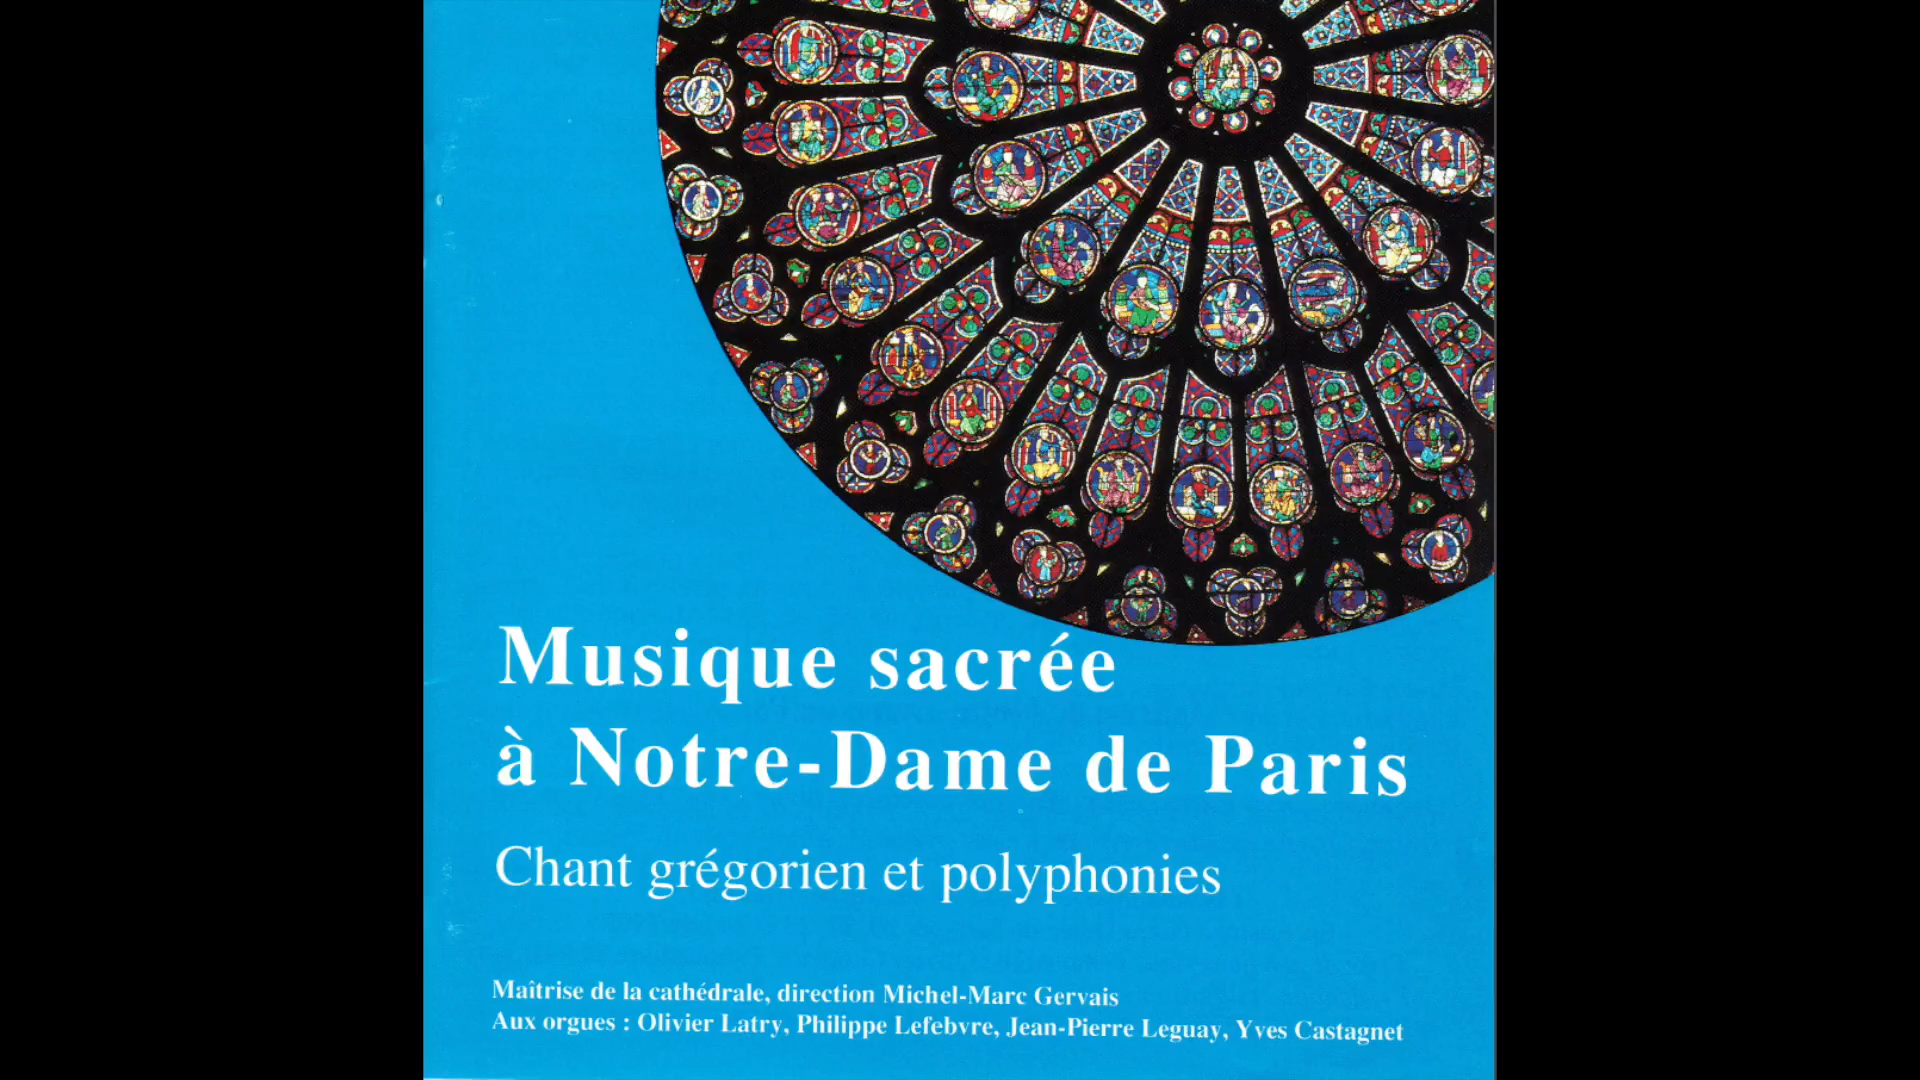 Musique sacrée
à Notre-Dame de Paris
Chant grégorien et polyphonies
Maîtrise de la cathédrale, direction Michel-Marc Gervais
Aux orgues : Olivier Latry, Philippe Lefebvre, Jean-Pierre Leguay, Yves Castagnet